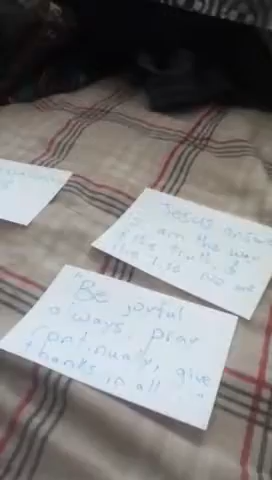 Jesus answ
I am the way
the truth, &
the life no one
Be joyful
always, pray
continually, give
thanks in all